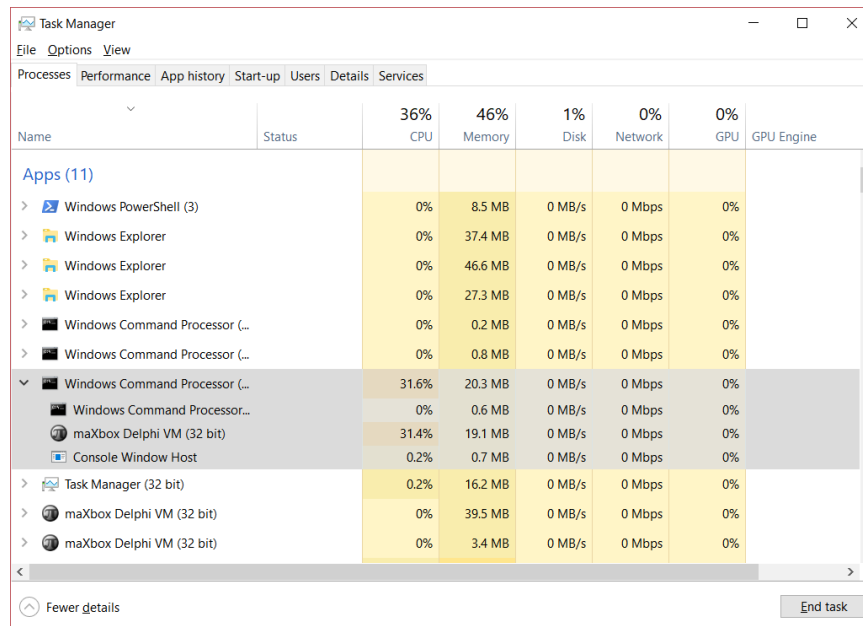 Task Manager
File Options View
Processes Performance App history Start-up Users Details Services
36% 46% 1% 0% 0%
Name Status CPU Memory Disk Network GPU GPU Engine
Apps (11)
Windows PowerShell (3) 0% 8.5 MB 0 MB/s 0 Mbps 0%
Windows Explorer 0% 37.4 MB 0 MB/s 0 Mbps 0%
Windows Explorer 0% 46.6 MB 0 MB/s 0 Mbps 0%
Windows Explorer 0% 27.3 MB 0 MB/s 0 Mbps 0%
Windows Command Processor (... 0% 0.2 MB 0 MB/s 0 Mbps 0%
Windows Command Processor (... 0% 0.8 MB 0 MB/s 0 Mbps 0%
Windows Command Processor (... 31.6% 20.3 MB 0 MB/s 0 Mbps 0%
Windows Command Processor... 0% 0.6 MB 0 MB/s 0 Mbps 0%
maXbox Delphi VM (32 bit) 31.4% 19.1 MB 0 MB/s 0 Mbps 0%
Console Window Host 0.2% 0.7 MB 0 MB/s 0 Mbps 0%
Task Manager (32 bit) 0.2% 16.2 MB 0 MB/s 0 Mbps 0%
maXbox Delphi VM (32 bit) 0% 39.5 MB 0 MB/s 0 Mbps 0%
maXbox Delphi VM (32 bit) 0% 3.4 MB 0 MB/s 0 Mbps 0%
Fewer details End task